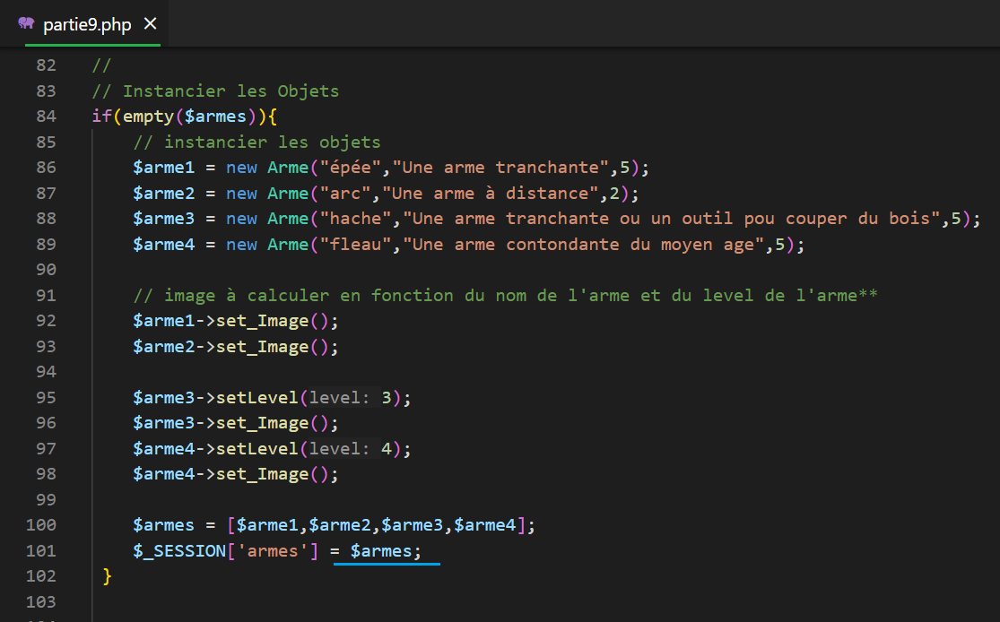 partie9.php ×
82 //
83 // Instancier les Objets
84 if(empty($armes)){
85 // instancier les objets
86 $arme1 = new Arme("épée","Une arme tranchante",5);
87 $arme2 = new Arme("arc","Une arme à distance",2);
88 $arme3 = new Arme("hache","Une arme tranchante ou un outil pou couper du bois",5);
89 $arme4 = new Arme("fleau","Une arme contondante du moyen age",5);
90
91 // image à calculer en fonction du nom de l'arme et du level de l'arme**
92 $arme1->set_Image();
93 $arme2->set_Image();
94
95 $arme3->setLevel(level: 3);
96 $arme3->set_Image();
97 $arme4->setLevel(level: 4);
98 $arme4->set_Image();
99
100 $armes = [$arme1,$arme2,$arme3,$arme4];
101 $_SESSION['armes'] = $armes;
102 }
103